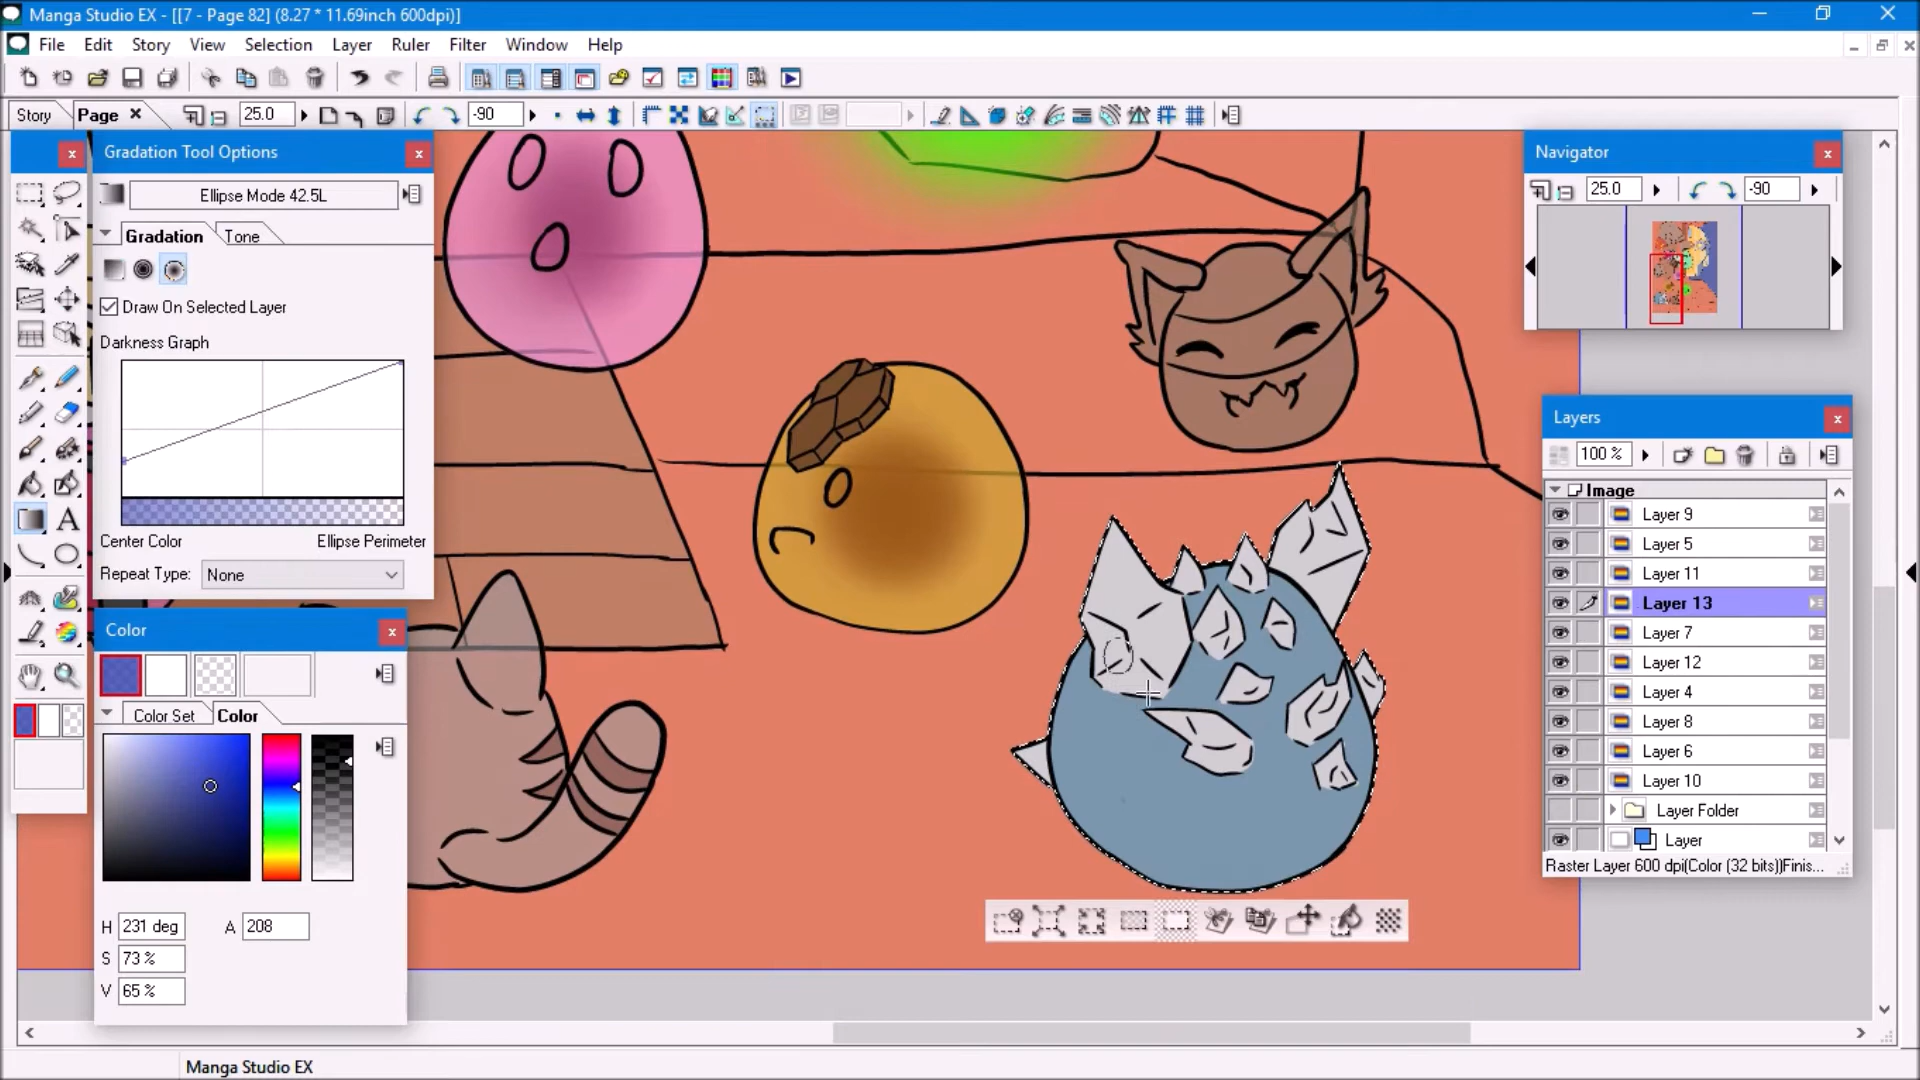 Manga Studio EX - [[7 - Page 82] (8.27 * 11.69inch 600dpi)]
File Edit Story View Selection Layer Ruler Filter Window Help
Story Page 25.0 -90
Gradation Tool Options
Ellipse Mode 42.5L
Gradation Tone
Draw On Selected Layer
Darkness Graph
Center Color Ellipse Perimeter
Repeat Type: None
Color
Color Set Color
H 231 deg A 208
S 73 %
V 65 %
Navigator
25.0 -90
Layers
100 %
Image
Layer 9
Layer 5
Layer 11
Layer 13
Layer 7
Layer 12
Layer 4
Layer 8
Layer 6
Layer 10
Layer Folder
Layer
Raster Layer 600 dpi(Color (32 bits))Finis...
Manga Studio EX